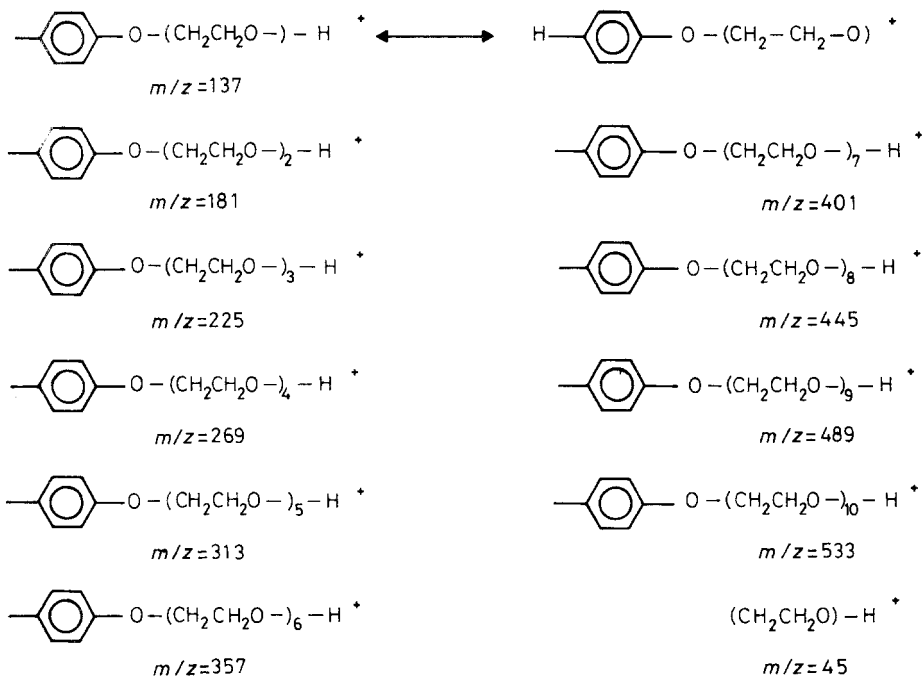 O–(CH₂CH₂O–)–H ⁺ ⟷ H O–(CH₂–CH₂–O) ⁺
m/z=137
O–(CH₂CH₂O–)₂–H ⁺ O–(CH₂CH₂O–)₇–H ⁺
m/z=181 m/z=401
O–(CH₂CH₂O–)₃–H ⁺ O–(CH₂CH₂O–)₈–H ⁺
m/z=225 m/z=445
O–(CH₂CH₂O–)₄–H ⁺ O–(CH₂CH₂O–)₉–H ⁺
m/z=269 m/z=489
O–(CH₂CH₂O–)₅–H ⁺ O–(CH₂CH₂O–)₁₀–H ⁺
m/z=313 m/z=533
O–(CH₂CH₂O–)₆–H ⁺ (CH₂CH₂O)–H ⁺
m/z=357 m/z=45